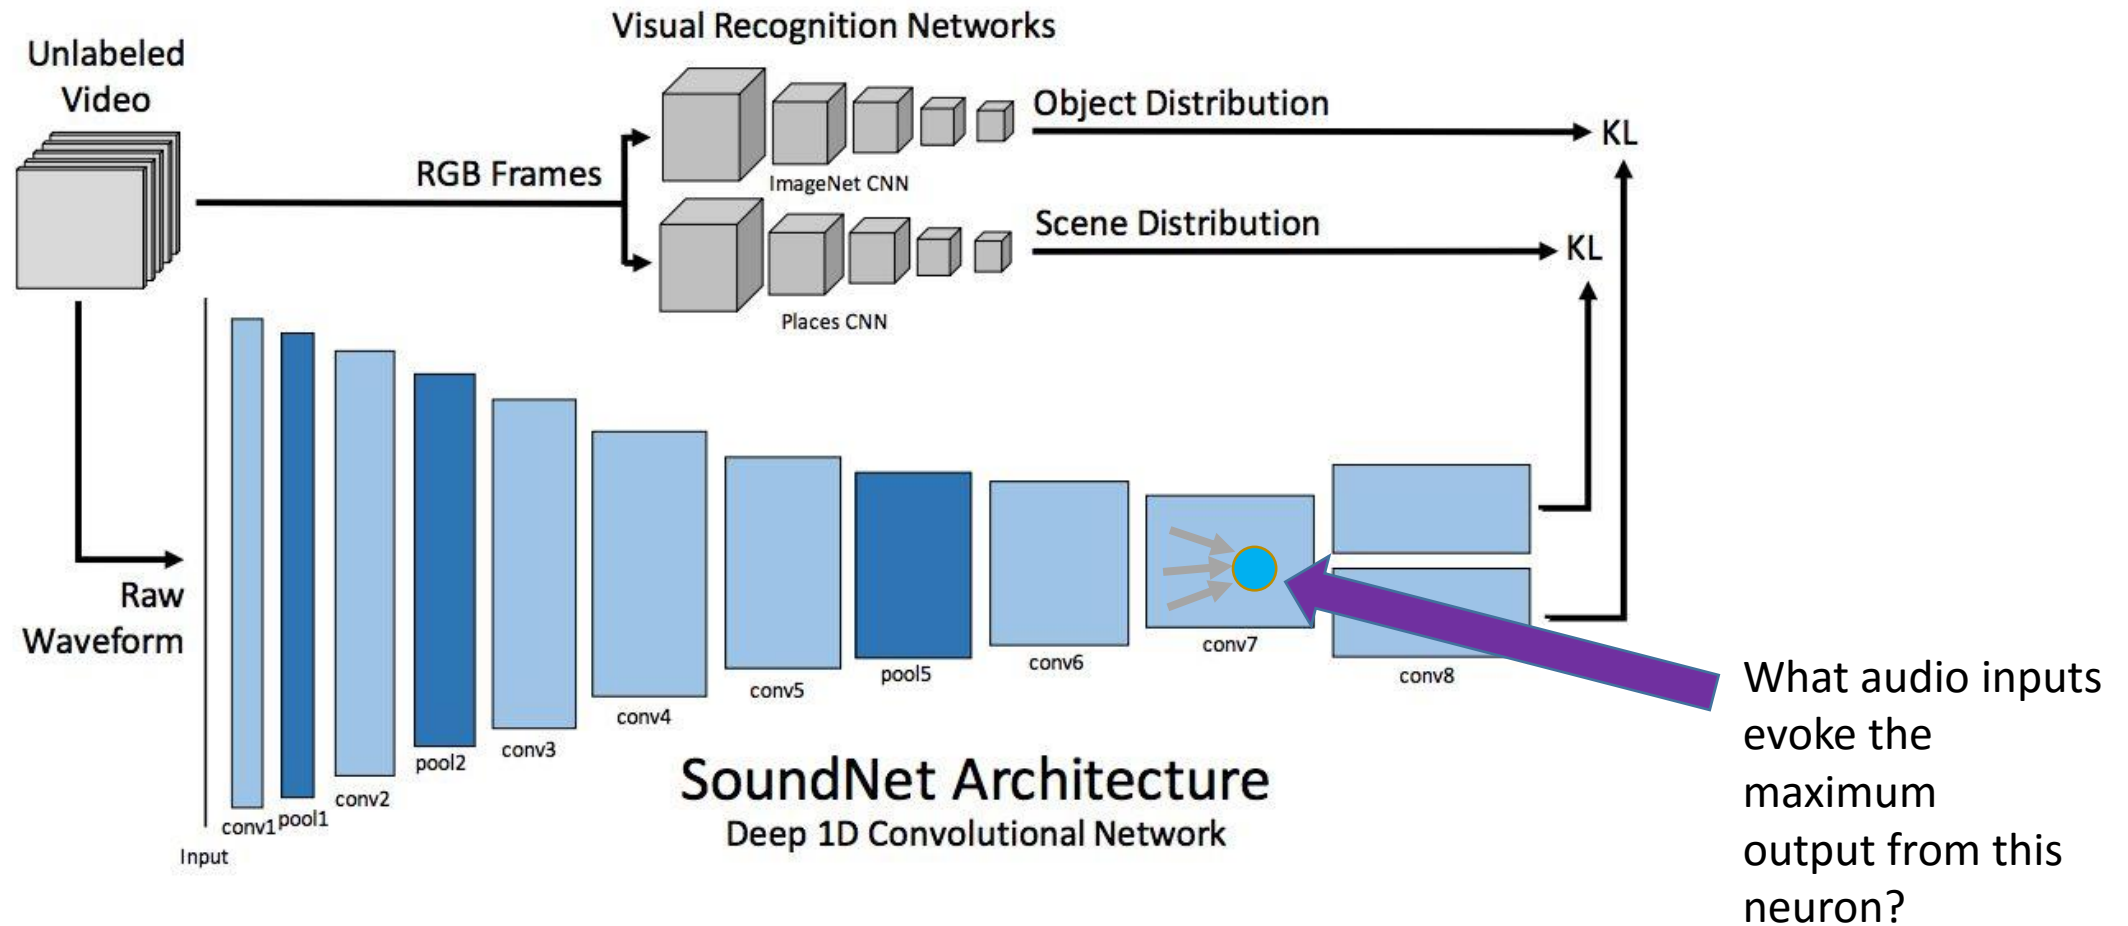 Visual Recognition Networks
Unlabeled
Video
RGB Frames
ImageNet CNN
Object Distribution
KL
Places CNN
Scene Distribution
KL
Raw
Waveform
Input
conv1
pool1
conv2
pool2
conv3
conv4
conv5
pool5
conv6
conv7
conv8
SoundNet Architecture
Deep 1D Convolutional Network
What audio inputs
evoke the
maximum
output from this
neuron?